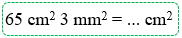 65 cm² 3 mm² = ... cm²